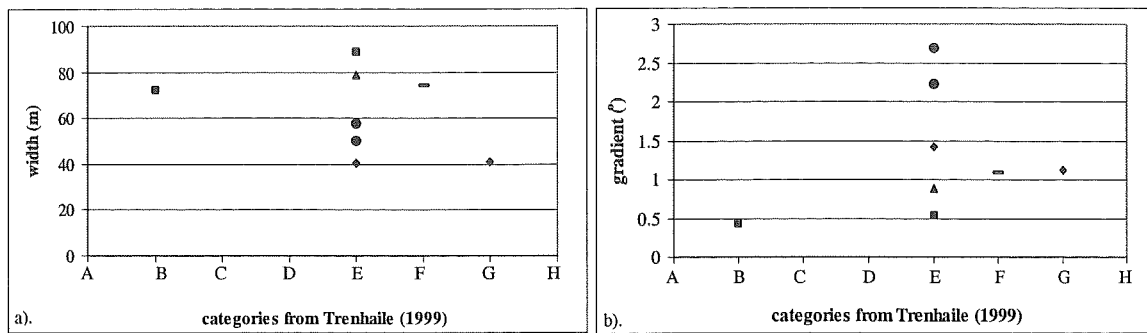 100
80
60
40
20
0
width (m)
A B C D E F G H
a). categories from Trenhaile (1999)
3
2.5
2
1.5
1
0.5
0
gradient (º)
A B C D E F G H
b). categories from Trenhaile (1999)